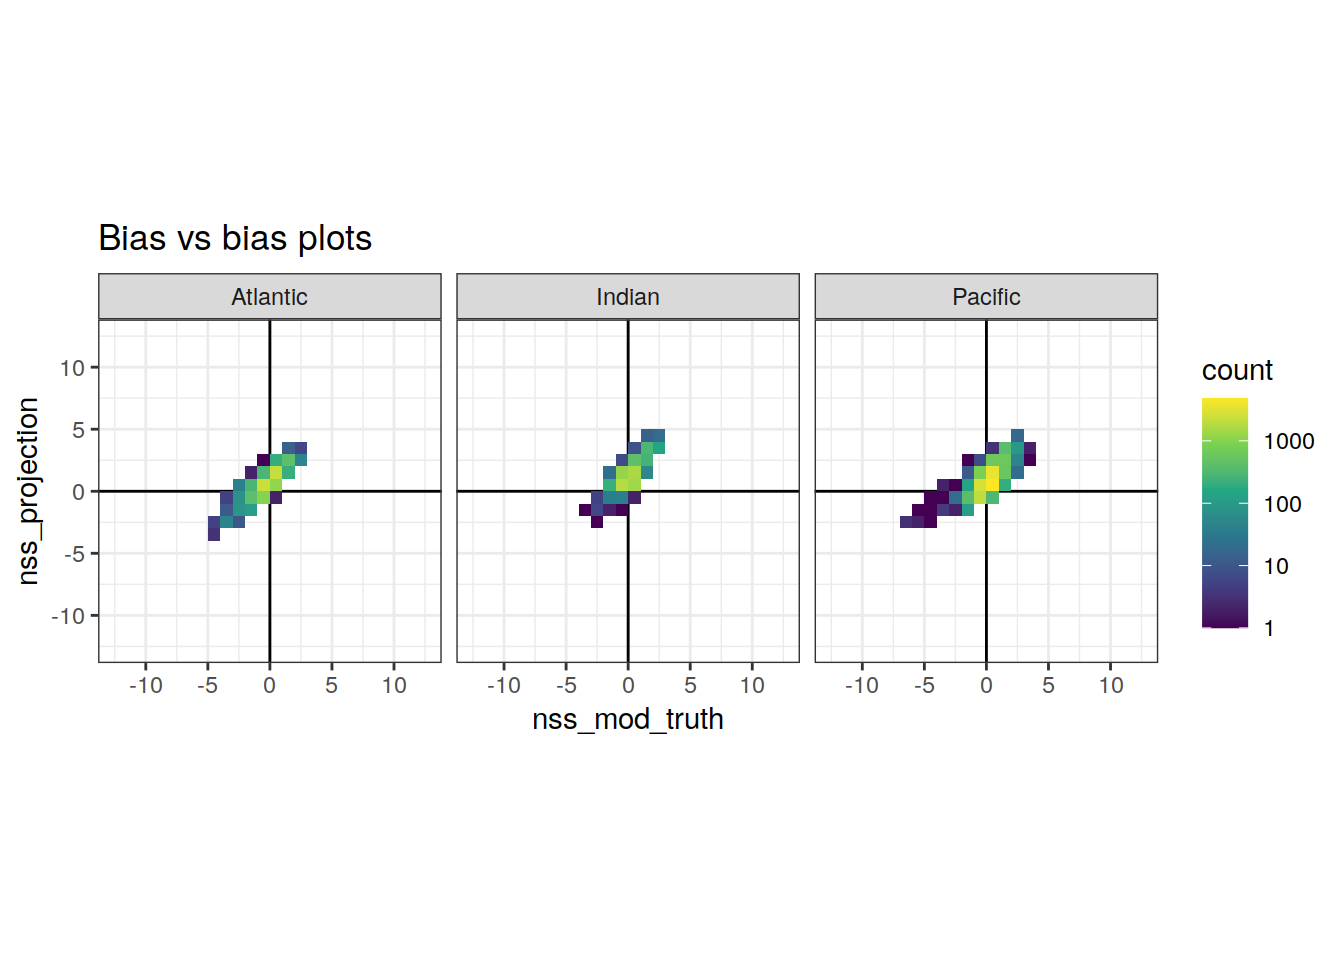 Bias vs bias plots
Atlantic
Indian
Pacific
nss_projection
10
5
0
-5
-10
-10 -5 0 5 10
-10 -5 0 5 10
-10 -5 0 5 10
nss_mod_truth
count
1000
100
10
1